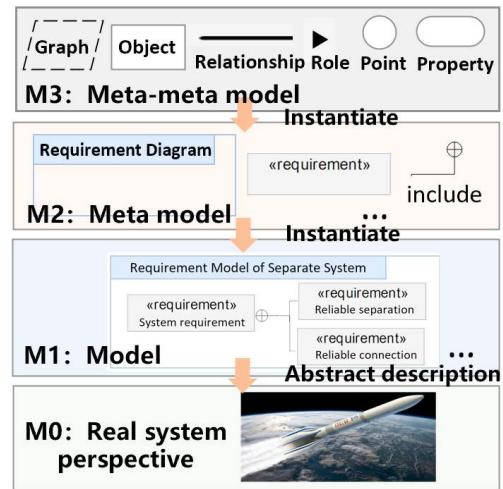 Graph
Object
Relationship
Role
Point
Property
M3: Meta-meta model
Instantiate
Requirement Diagram
«requirement»
include
...
M2: Meta model
Instantiate
Requirement Model of Separate System
«requirement»
System requirement
«requirement»
Reliable separation
«requirement»
Reliable connection
...
M1: Model
Abstract description
M0: Real system
perspective